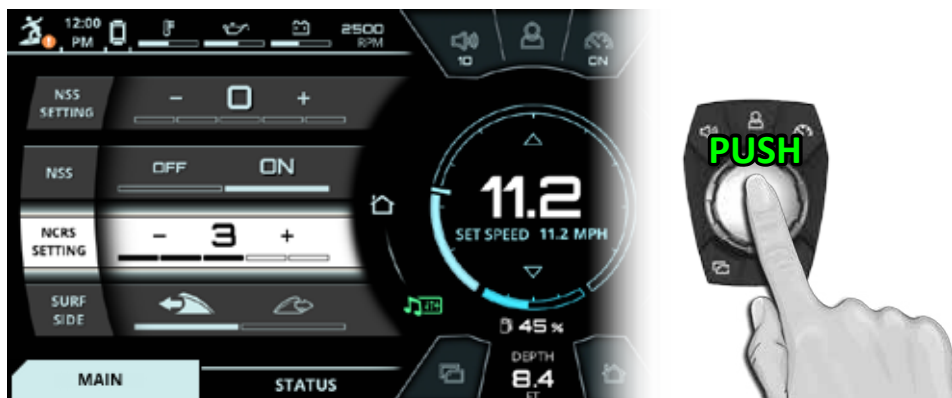 12:00
PM
2500
RPM
10
ON
NSS
SETTING
- 0 +
NSS
OFF ON
NCRS
SETTING
- 3 +
SURF
SIDE
11.2
SET SPEED 11.2 MPH
45 %
DEPTH
8.4
FT
MAIN
STATUS
PUSH